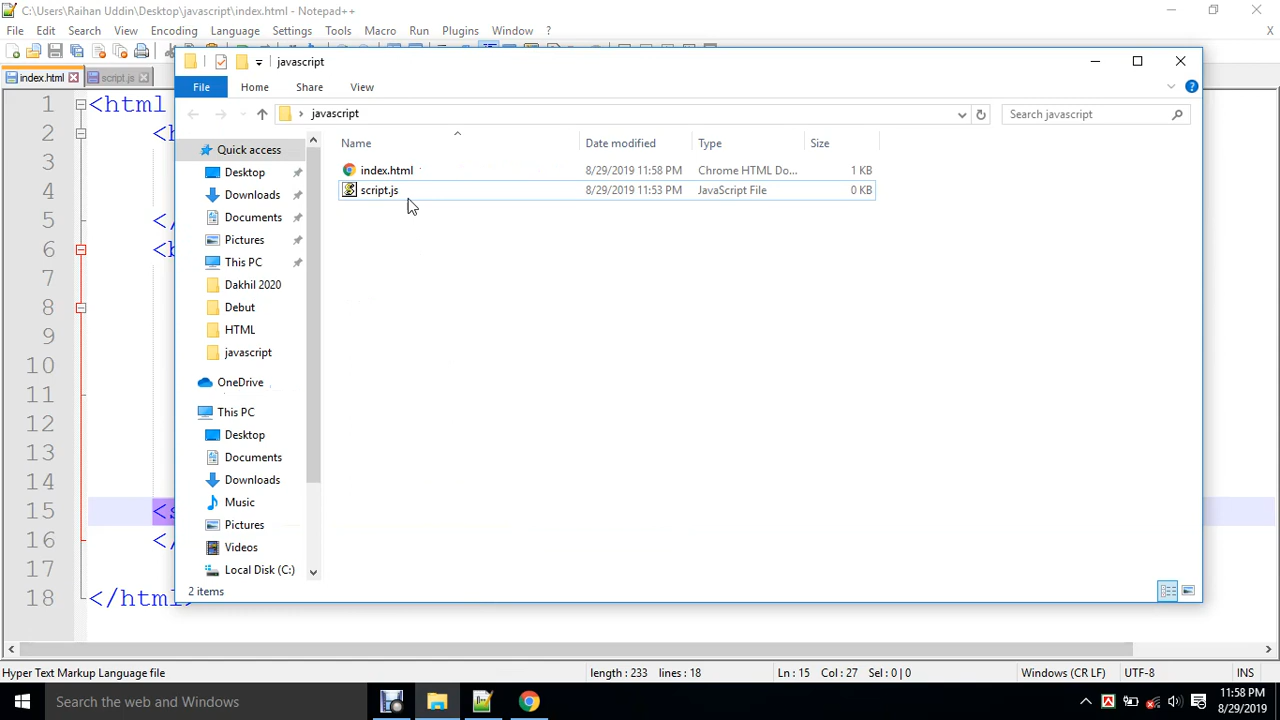 C:\Users\Raihan Uddin\Desktop\javascript\index.html - Notepad++
File Edit Search View Encoding Language Settings Tools Macro Run Plugins Window ?
X
index.html script.js
javascript
File Home Share View
javascript
Search javascript
Name Date modified Type Size
index.html 8/29/2019 11:58 PM Chrome HTML Do... 1 KB
script.js 8/29/2019 11:53 PM JavaScript File 0 KB
Quick access
Desktop
Downloads
Documents
Pictures
This PC
Dakhil 2020
Debut
HTML
javascript
OneDrive
This PC
Desktop
Documents
Downloads
Music
Pictures
Videos
Local Disk (C:)
2 items
1 <html
2 <h
3
4
5 </
6 <b
7
8
9
10
11
12
13
14
15 <s
16 </
17
18 </html>
Hyper Text Markup Language file length : 233 lines : 18 Ln : 15 Col : 27 Sel : 0 | 0 Windows (CR LF) UTF-8 INS
Search the web and Windows
11:58 PM
8/29/2019